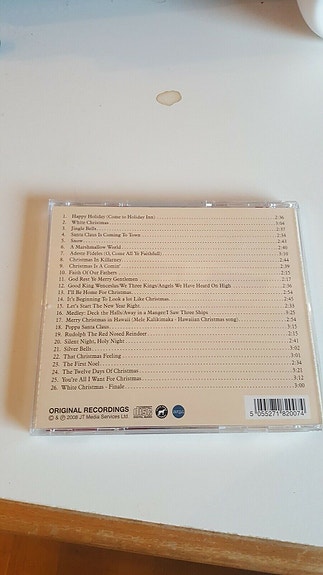 1. Happy Holiday (Come to Holiday Inn) 2:36
2. White Christmas 3:04
3. Jingle Bells 2:35
4. Santa Claus Is Coming To Town 2:34
5. Snow 2:43
6. A Marshmallow World 2:40
7. Adeste Fideles (O, Come All Ye Faithful) 3:10
8. Christmas In Killarney 2:44
9. Christmas Is A Comin' 2:39
10. Faith Of Our Fathers 2:15
11. God Rest Ye Merry Gentlemen 2:17
12. Good King Wenceslas/We Three Kings/Angels We Have Heard On High 2:36
13. I'll Be Home For Christmas 2:54
14. It's Beginning To Look a lot Like Christmas 2:45
15. Let's Start The New Year Right 2:33
16. Medley: Deck the Halls/Away in a Manger/I Saw Three Ships 3:25
17. Merry Christmas in Hawaii (Mele Kalikimaka - Hawaiian Christmas song) 2:54
18. Poppa Santa Claus 3:15
19. Rudolph The Red Nosed Reindeer 2:15
20. Silent Night, Holy Night 2:41
21. Silver Bells 3:02
22. That Christmas Feeling 3:01
23. The First Noel 2:34
24. The Twelve Days Of Christmas 3:21
25. You're All I Want For Christmas 3:12
26. White Christmas - Finale 3:00
ORIGINAL RECORDINGS
© & ℗ 2008 JT Media Services Ltd.
5 055271 820074